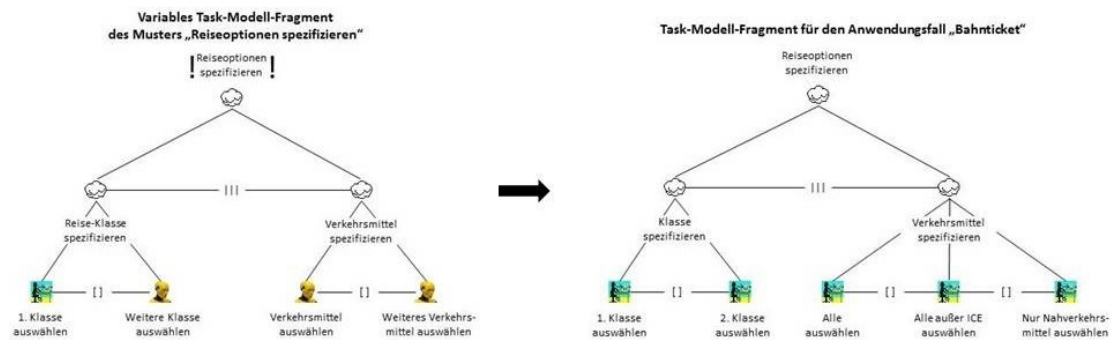 Variables Task-Modell-Fragment
des Musters „Reiseoptionen spezifizieren“
! Reiseoptionen !
spezifizieren
|||
Reise-Klasse
spezifizieren
Verkehrsmittel
spezifizieren
[]
[]
1. Klasse
auswählen
Weitere Klasse
auswählen
Verkehrsmittel
auswählen
Weiteres Verkehrs-
mittel auswählen
Task-Modell-Fragment für den Anwendungsfall „Bahnticket“
Reiseoptionen
spezifizieren
|||
Klasse
spezifizieren
Verkehrsmittel
spezifizieren
[]
[]
[]
1. Klasse
auswählen
2. Klasse
auswählen
Alle
auswählen
Alle außer ICE
auswählen
Nur Nahverkehrs-
mittel auswählen